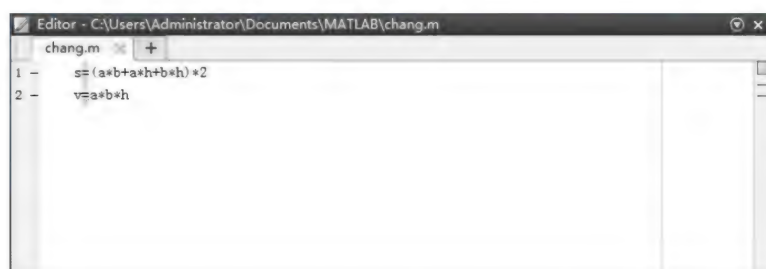 Editor - C:\Users\Administrator\Documents\MATLAB\chang.m
chang.m
1 - s=(a*b+a*h+b*h)*2
2 - v=a*b*h